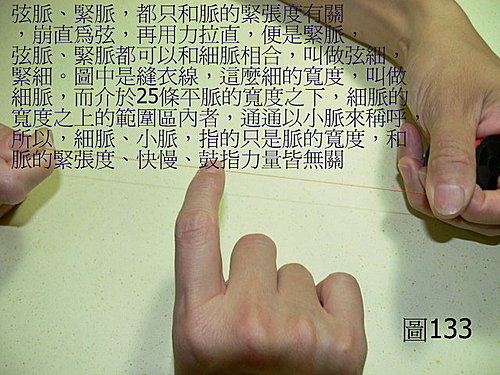 弦脈、緊脈，都只和脈的緊張度有關
，崩直為弦，再用力拉直，便是緊脈，
弦脈、緊脈都可以和細脈相合，叫做弦細，
緊細。圖中是縫衣線，這麼細的寬度，叫做
細脈，而介於25條平脈的寬度之下，細脈的
寬度之上的範圍區內者，通通以小脈來稱呼，
所以，細脈、小脈，指的只是脈的寬度，和
脈的緊張度、快慢、鼓指力量皆無關
圖133